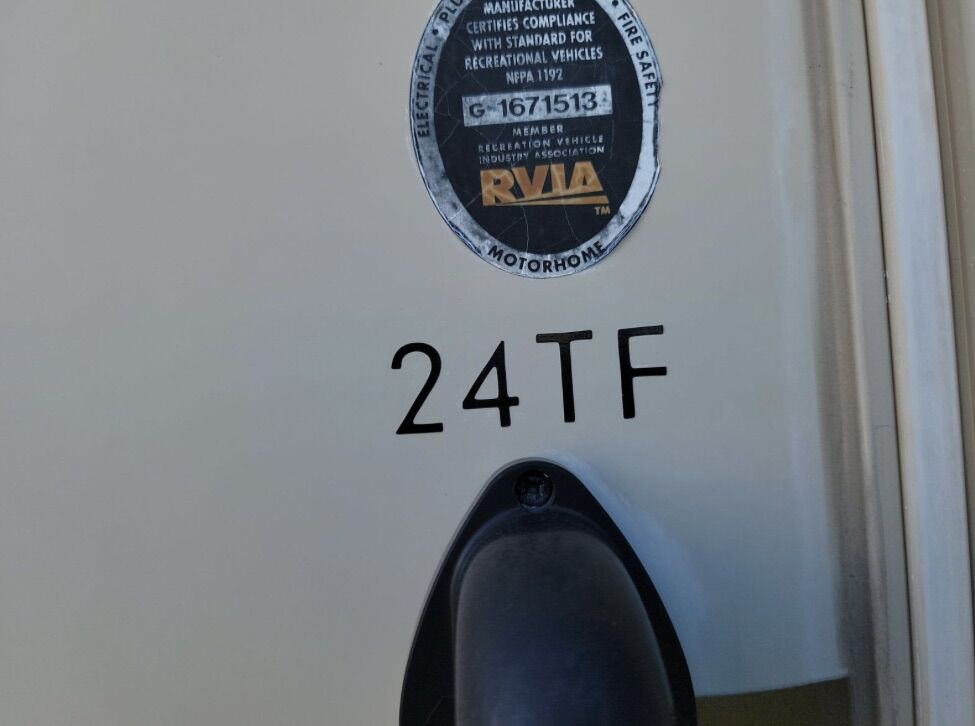 MANUFACTURER
CERTIFIES COMPLIANCE
WITH STANDARD FOR
RECREATIONAL VEHICLES
NFPA 1192
G 1671513
MEMBER
RECREATION VEHICLE
INDUSTRY ASSOCIATION
RVIA
TM
ELECTRICAL •
• FIRE SAFETY
MOTORHOME
24TF